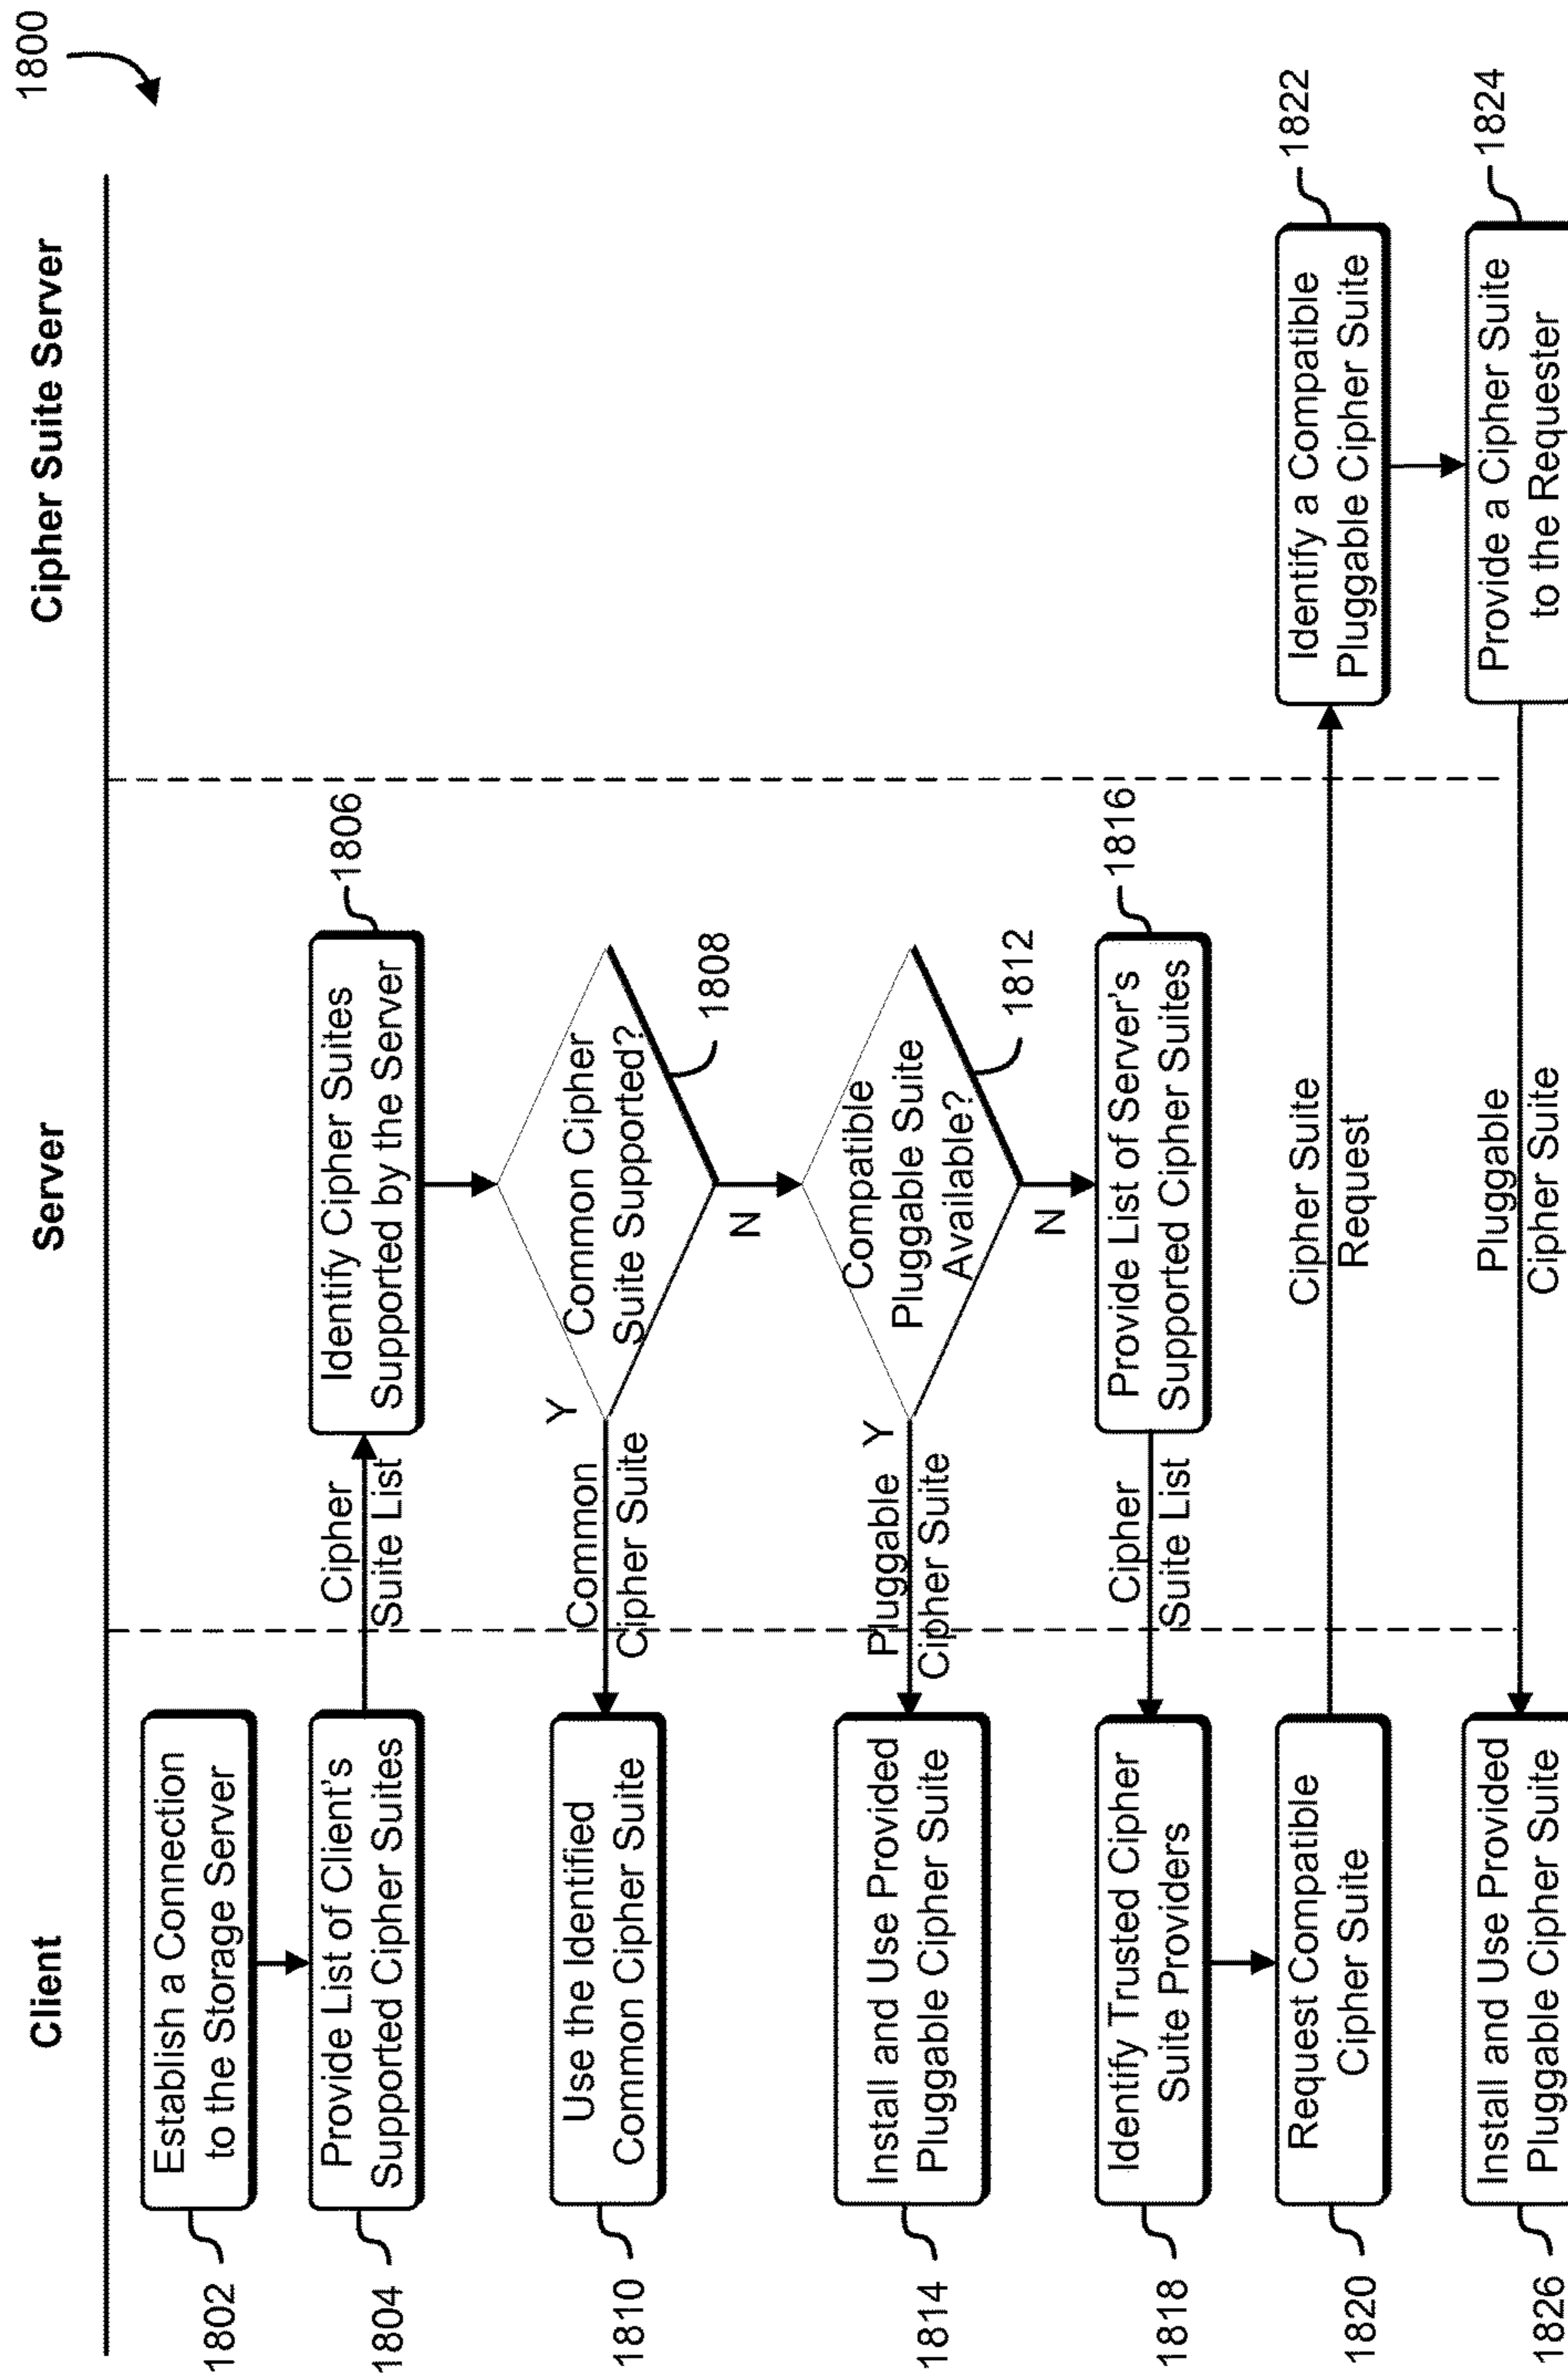 1800
Client
Server
Cipher Suite Server
1802
Establish a Connection
to the Storage Server
1804
Provide List of Client's
Supported Cipher Suites
Cipher
Suite List
Identify Cipher Suites
Supported by the Server
1806
Common Cipher
Suite Supported?
1808
Y
Common
Cipher Suite
N
1810
Use the Identified
Common Cipher Suite
Compatible
Pluggable Suite
Available?
1812
Y
Pluggable
Cipher Suite
N
1814
Install and Use Provided
Pluggable Cipher Suite
Provide List of Server's
Supported Cipher Suites
1816
Cipher
Suite List
1818
Identify Trusted Cipher
Suite Providers
1820
Request Compatible
Cipher Suite
Cipher Suite
Request
Identify a Compatible
Pluggable Cipher Suite
1822
Provide a Cipher Suite
to the Requester
1824
Pluggable
Cipher Suite
1826
Install and Use Provided
Pluggable Cipher Suite